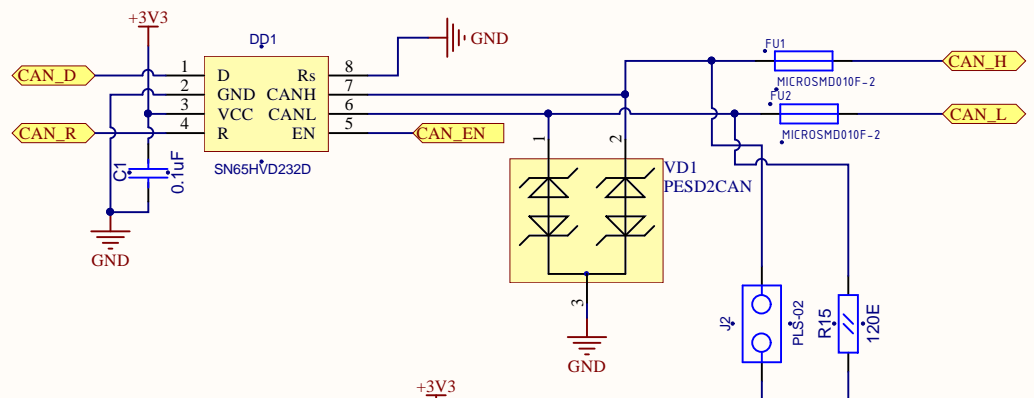 +3V3
DD1
GND
FU1
CAN_H
CAN_D
1
D
Rs
8
MICROSMD010F-2
2
GND
CANH
7
FU2
3
VCC
CANL
6
CAN_L
CAN_R
4
R
EN
5
CAN_EN
MICROSMD010F-2
1
2
C1
0.1uF
SN65HVD232D
VD1
PESD2CAN
GND
3
J2
PLS-02
R15
120E
GND
+3V3